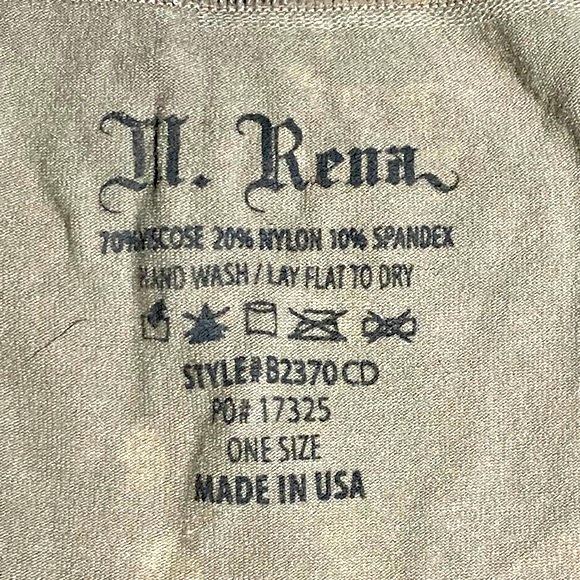 M. Rena
70% VISCOSE 20% NYLON 10% SPANDEX
HAND WASH / LAY FLAT TO DRY
STYLE# B2370 CD
PO# 17325
ONE SIZE
MADE IN USA